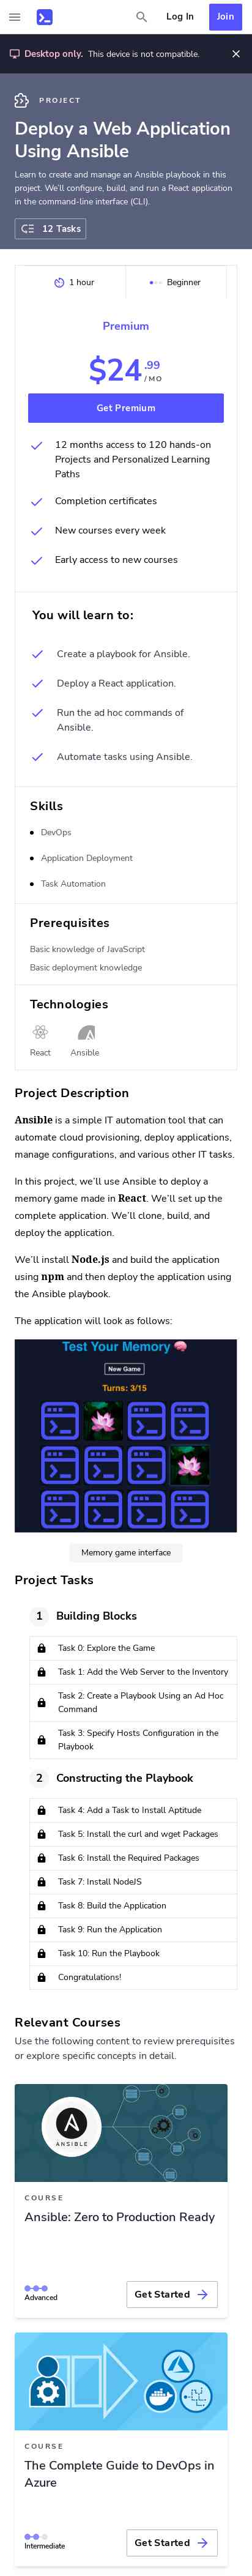 Log In
Join
Desktop only. This device is not compatible.
PROJECT
Deploy a Web Application
Using Ansible
Learn to create and manage an Ansible playbook in this
project. We'll configure, build, and run a React application
in the command-line interface (CLI).
12 Tasks
1 hour
Beginner
Premium
$24.99
/ MO
Get Premium
12 months access to 120 hands-on
Projects and Personalized Learning
Paths
Completion certificates
New courses every week
Early access to new courses
You will learn to:
Create a playbook for Ansible.
Deploy a React application.
Run the ad hoc commands of
Ansible.
Automate tasks using Ansible.
Skills
DevOps
Application Deployment
Task Automation
Prerequisites
Basic knowledge of JavaScript
Basic deployment knowledge
Technologies
React
Ansible
Project Description
Ansible is a simple IT automation tool that can
automate cloud provisioning, deploy applications,
manage configurations, and various other IT tasks.
In this project, we'll use Ansible to deploy a
memory game made in React. We'll set up the
complete application. We'll clone, build, and
deploy the application.
We'll install Node.js and build the application
using npm and then deploy the application using
the Ansible playbook.
The application will look as follows:
Test Your Memory
New Game
Turns: 3/15
Memory game interface
Project Tasks
1 Building Blocks
Task 0: Explore the Game
Task 1: Add the Web Server to the Inventory
Task 2: Create a Playbook Using an Ad Hoc
Command
Task 3: Specify Hosts Configuration in the
Playbook
2 Constructing the Playbook
Task 4: Add a Task to Install Aptitude
Task 5: Install the curl and wget Packages
Task 6: Install the Required Packages
Task 7: Install NodeJS
Task 8: Build the Application
Task 9: Run the Application
Task 10: Run the Playbook
Congratulations!
Relevant Courses
Use the following content to review prerequisites
or explore specific concepts in detail.
ANSIBLE
COURSE
Ansible: Zero to Production Ready
Advanced
Get Started
COURSE
The Complete Guide to DevOps in
Azure
Intermediate
Get Started